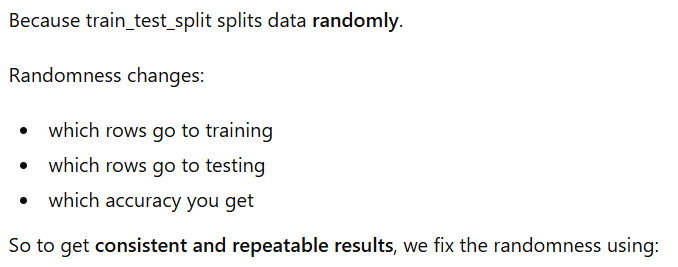 Because train_test_split splits data randomly.
Randomness changes:
• which rows go to training
• which rows go to testing
• which accuracy you get
So to get consistent and repeatable results, we fix the randomness using: